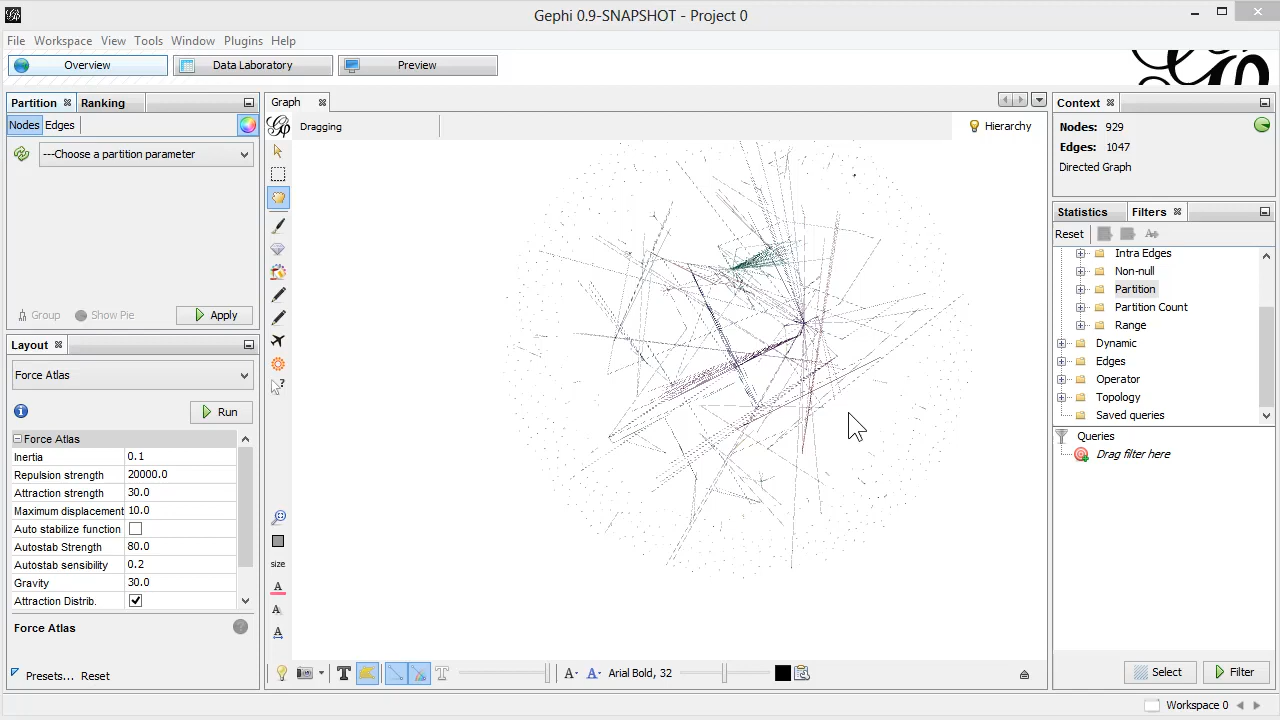 Gephi 0.9-SNAPSHOT - Project 0
File Workspace View Tools Window Plugins Help
Overview Data Laboratory Preview
Partition Ranking
Nodes Edges
---Choose a partition parameter
Group Show Pie Apply
Layout
Force Atlas
Run
Force Atlas
Inertia 0.1
Repulsion strength 20000.0
Attraction strength 30.0
Maximum displacement 10.0
Auto stabilize function
Autostab Strength 80.0
Autostab sensibility 0.2
Gravity 30.0
Attraction Distrib.
Force Atlas
Presets... Reset
Graph
Dragging
Hierarchy
size
A
A
A
T T A- A- Arial Bold, 32
Context
Nodes: 929
Edges: 1047
Directed Graph
Statistics Filters
Reset
Intra Edges
Non-null
Partition
Partition Count
Range
Dynamic
Edges
Operator
Topology
Saved queries
Queries
Drag filter here
Select Filter
Workspace 0